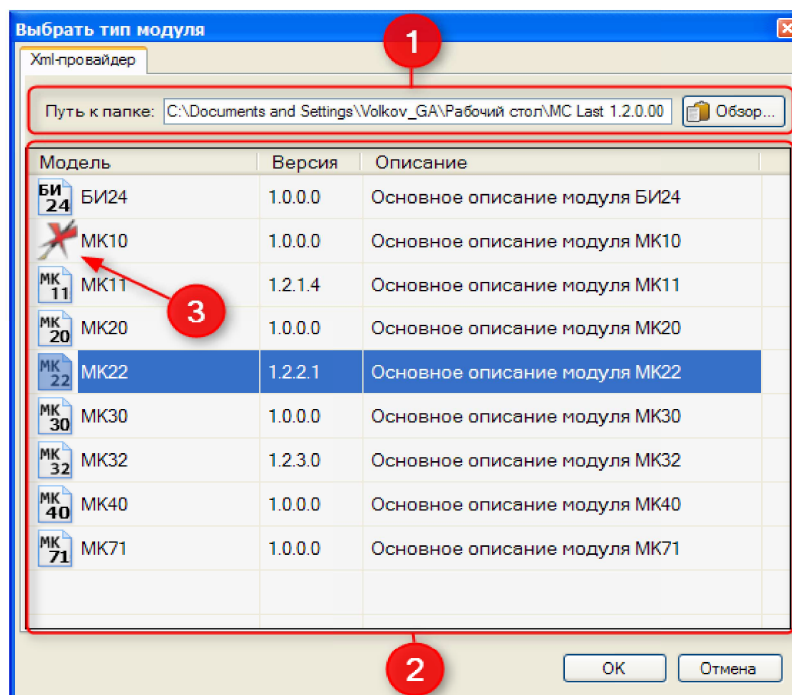 Выбрать тип модуля
1
Xml-провайдер
Путь к папке: C:\Documents and Settings\Volkov_GA\Рабочий стол\MC Last 1.2.0.00 Обзор...
Модель Версия Описание
БИ 24 БИ24 1.0.0.0 Основное описание модуля БИ24
МК10 1.0.0.0 Основное описание модуля МК10
МК 11 МК11 1.2.1.4 Основное описание модуля МК11
3
МК 20 МК20 1.0.0.0 Основное описание модуля МК20
МК 22 МК22 1.2.2.1 Основное описание модуля МК22
МК 30 МК30 1.0.0.0 Основное описание модуля МК30
МК 32 МК32 1.2.3.0 Основное описание модуля МК32
МК 40 МК40 1.0.0.0 Основное описание модуля МК40
МК 71 МК71 1.0.0.0 Основное описание модуля МК71
2
OK Отмена